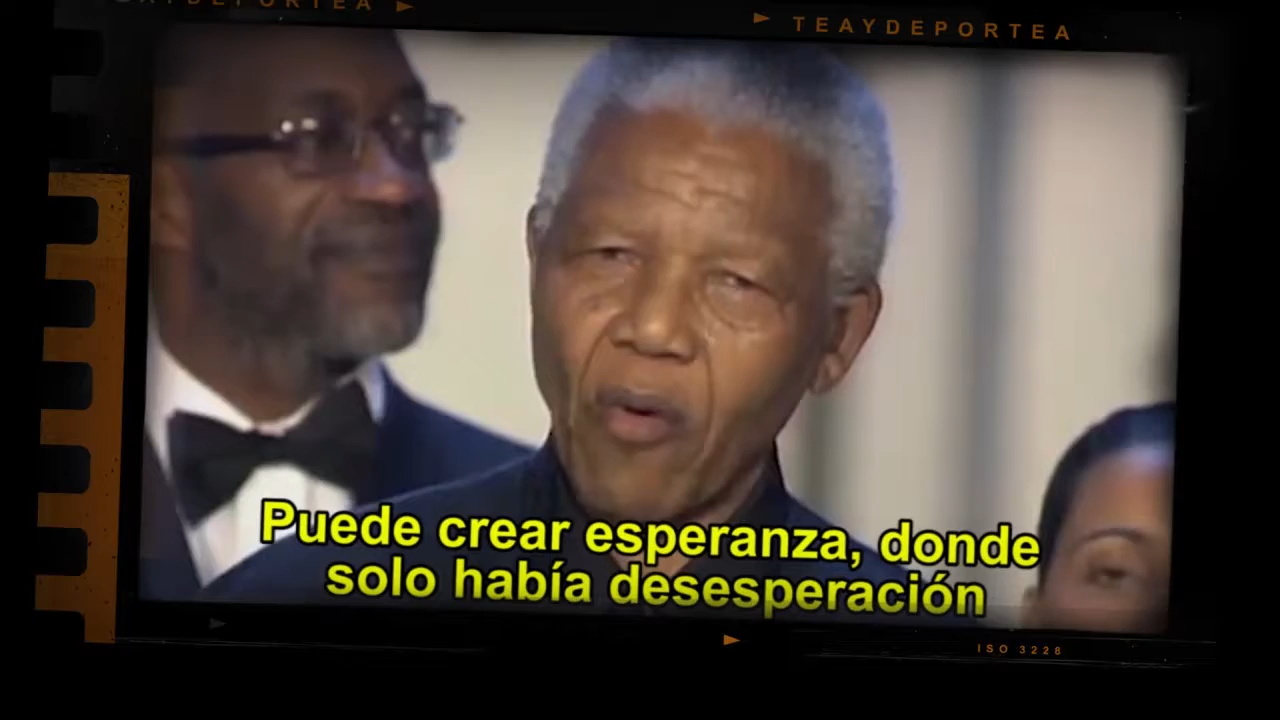 TEAYDEPORTEA
Puede crear esperanza, donde
solo había desesperación
ISO 3228